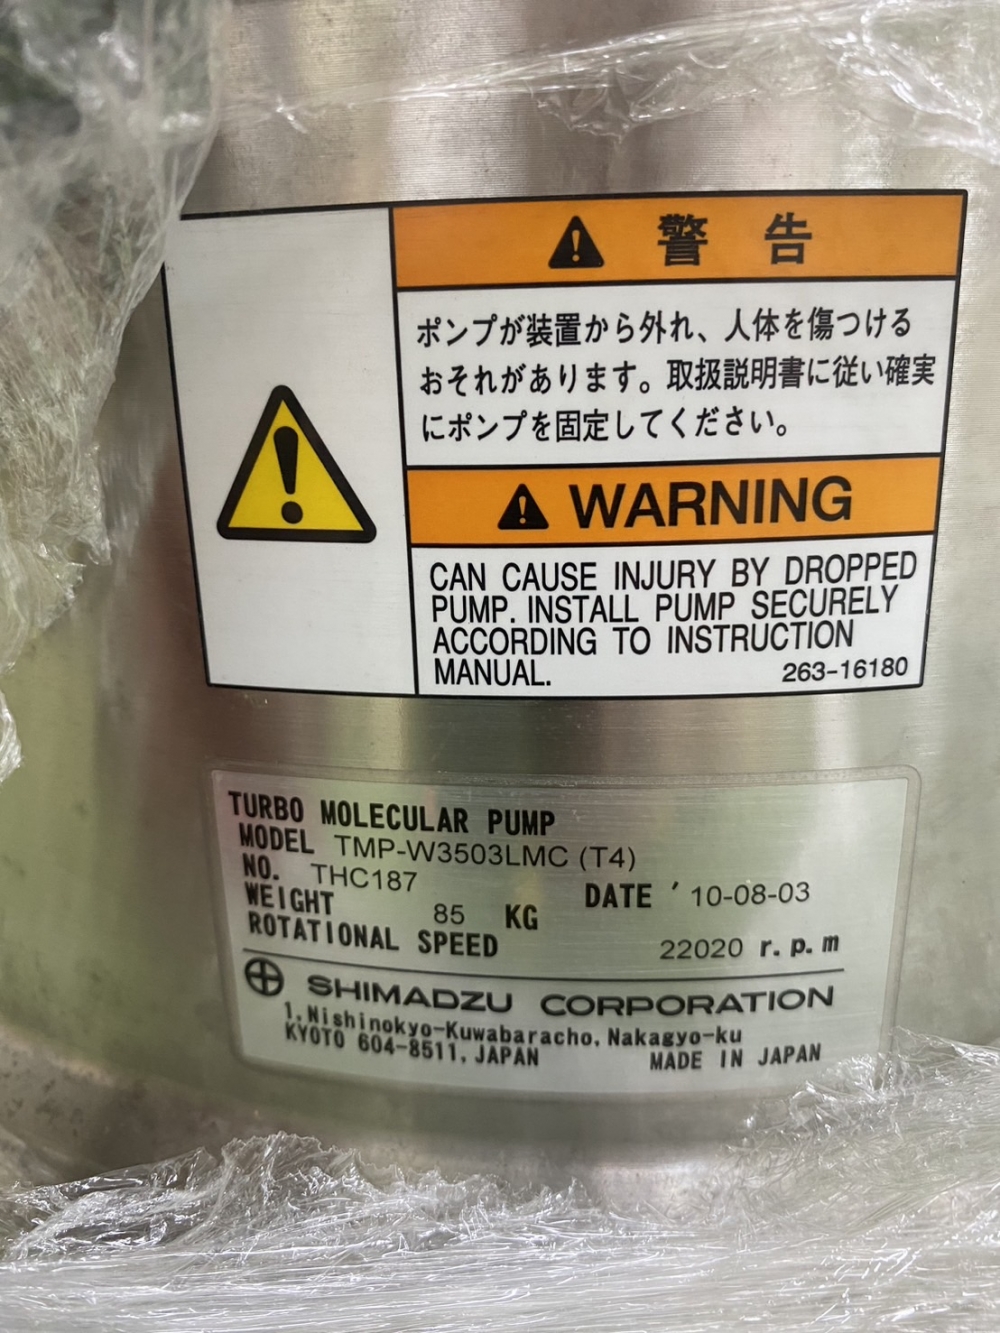 警告
ポンプが装置から外れ、人体を傷つける
おそれがあります。取扱説明書に従い確実
にポンプを固定してください。
WARNING
CAN CAUSE INJURY BY DROPPED
PUMP. INSTALL PUMP SECURELY
ACCORDING TO INSTRUCTION
MANUAL.
263-16180
TURBO MOLECULAR PUMP
MODEL TMP-W3503LMC (T4)
NO. THC187
DATE '10-08-03
WEIGHT 85 KG
ROTATIONAL SPEED 22020 r.p.m
SHIMADZU CORPORATION
1.Nishinokyo-Kuwabaracho.Nakagyo-ku
KYOTO 604-8511.JAPAN MADE IN JAPAN